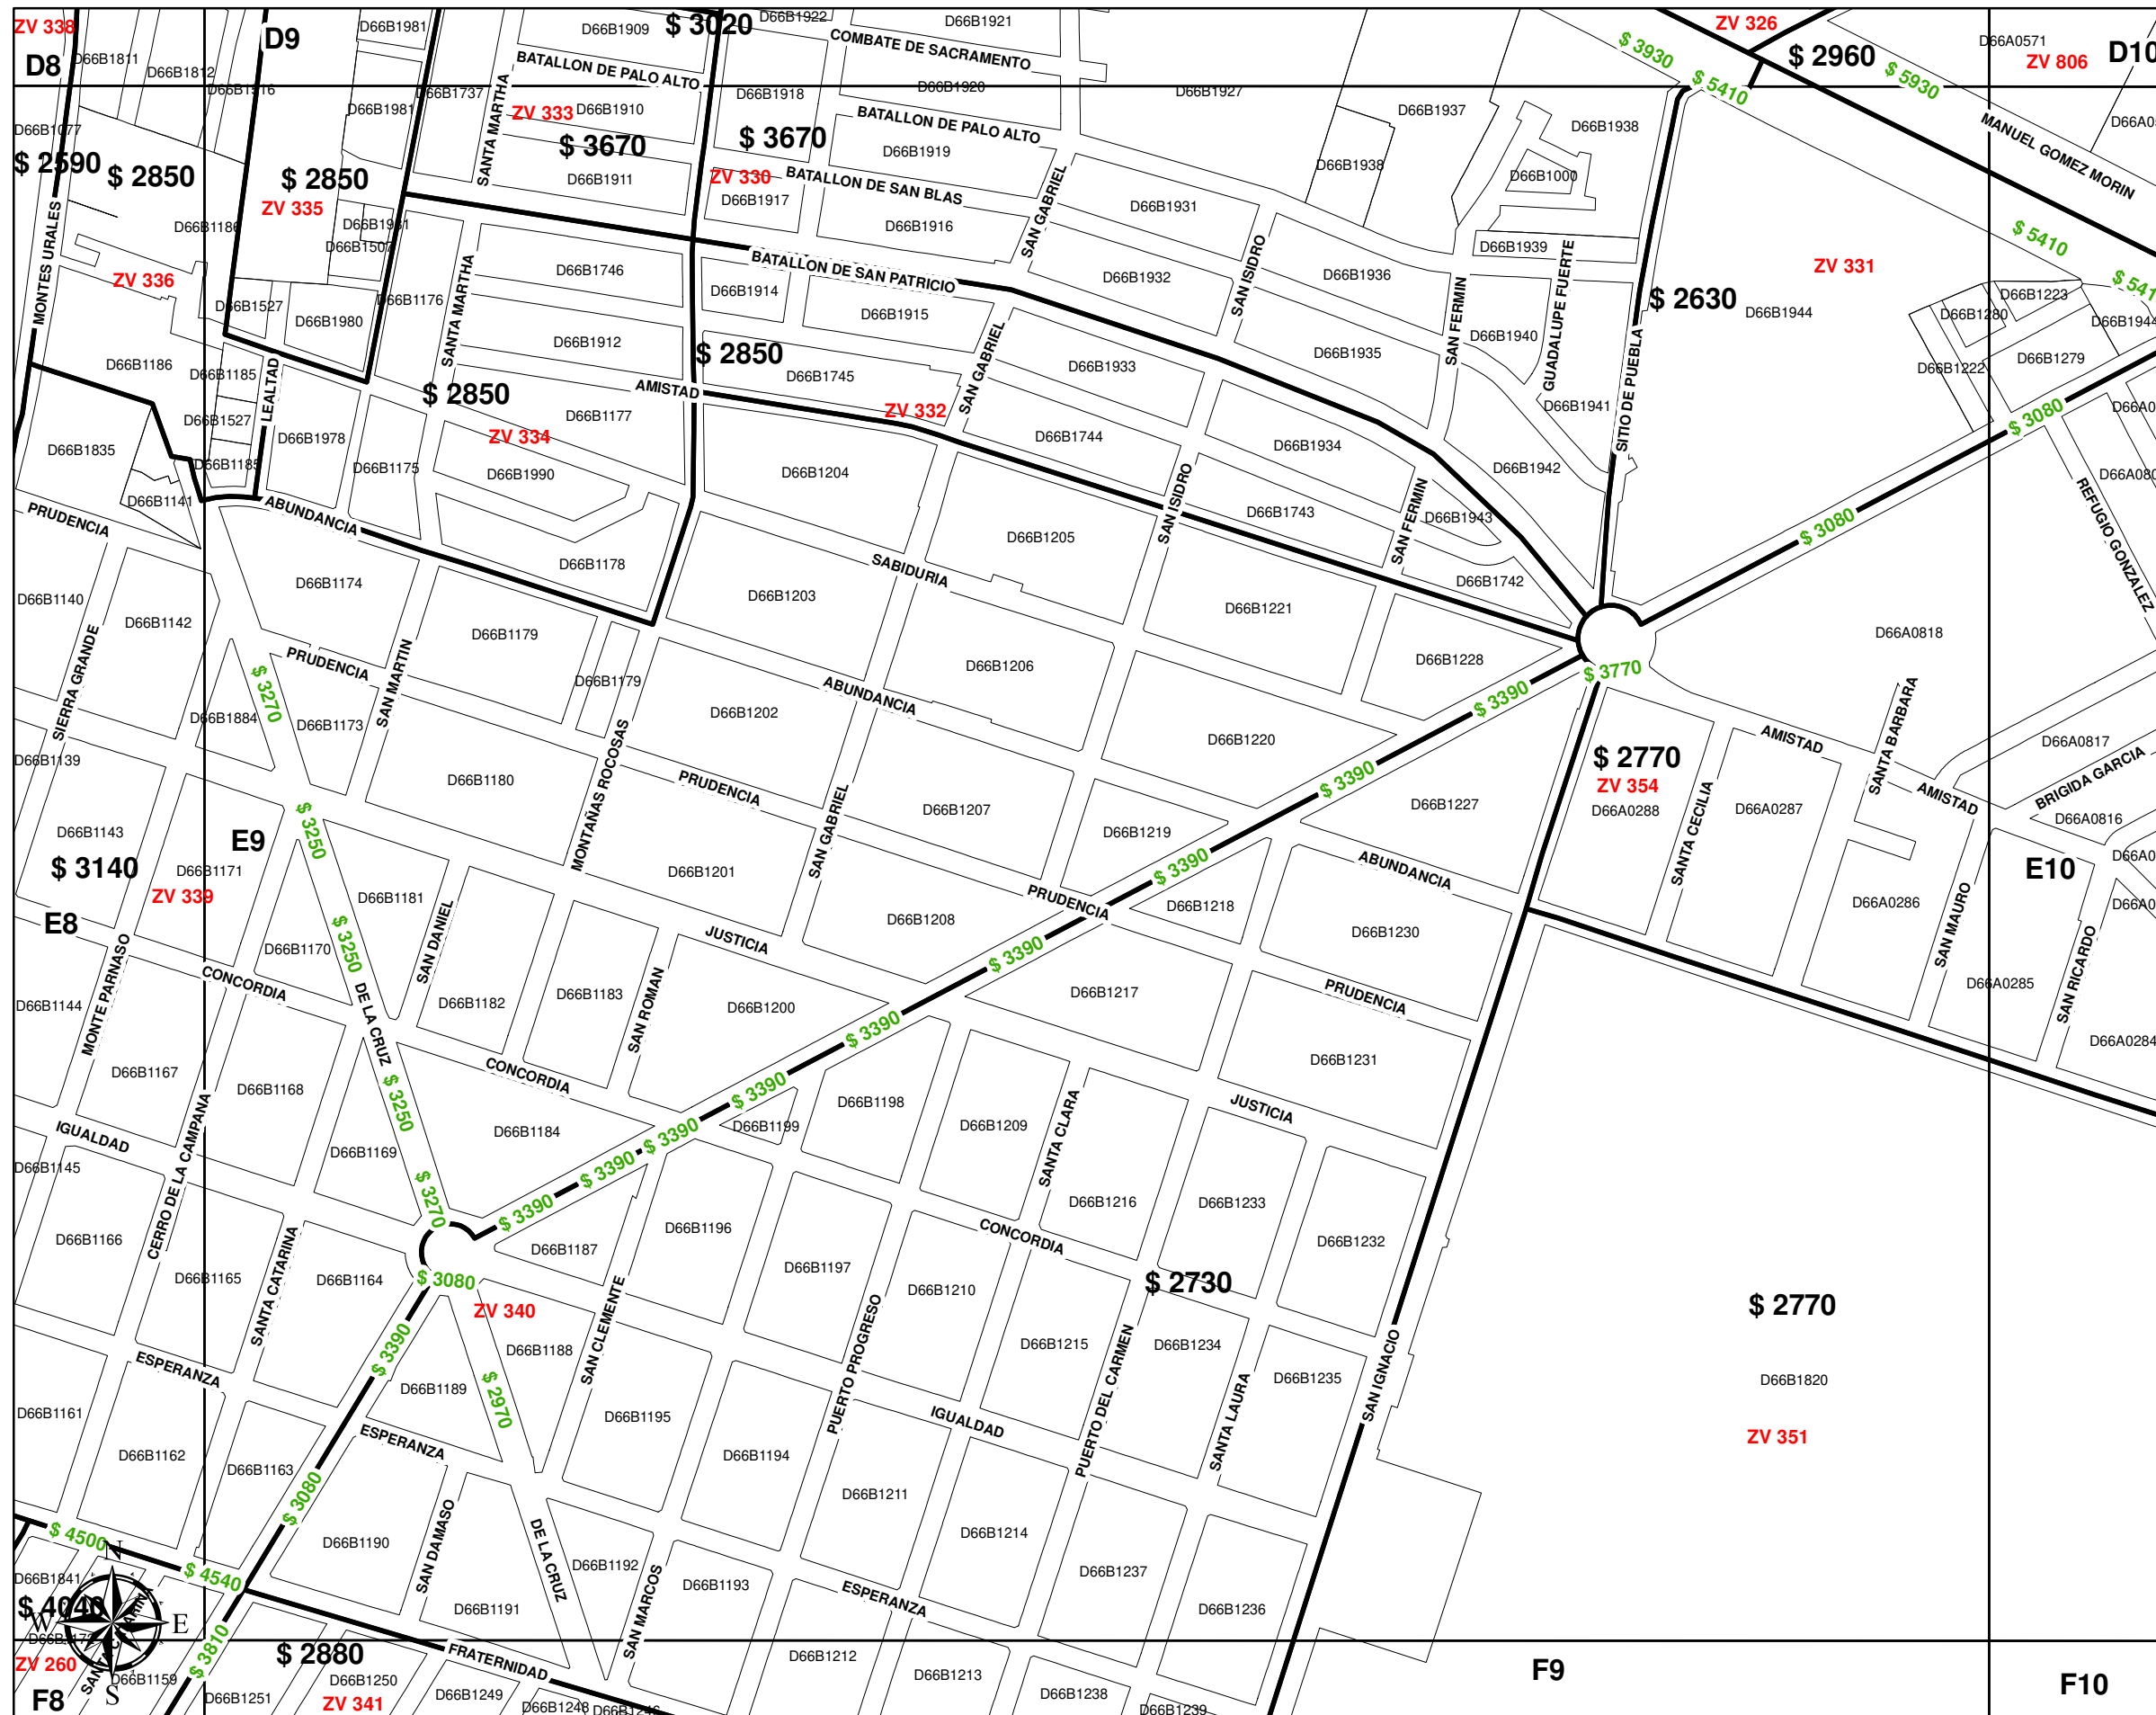 ZV 338
D9
D66B1981
D66B1909
$ 3020
D66B1922
D66B1921
ZV 326
D8
D66B1811
D66B1812
D66B1516
BATALLON DE PALO ALTO
COMBATE DE SACRAMENTO
$ 3930
$ 2960
D66A0571
ZV 806
D10
D66B1981
D66B1737
SANTA MARTHA
ZV 333
D66B1910
D66B1918
D66B1920
D66B1927
D66B1937
$ 5410
$ 5930
D66B1077
$ 3670
$ 3670
BATALLON DE PALO ALTO
D66B1919
D66B1938
D66B1938
MANUEL GOMEZ MORIN
$ 2590
$ 2850
$ 2850
ZV 335
D66B1911
ZV 330
BATALLON DE SAN BLAS
D66B1917
D66B1916
SAN GABRIEL
D66B1931
D66B1000
MONTES URALES
D66B1186
D66B1981
D66B1507
D66B1939
GUADALUPE FUERTE
$ 5410
ZV 336
D66B1746
BATALLON DE SAN PATRICIO
D66B1932
SAN ISIDRO
D66B1936
ZV 331
D66B1527
D66B1980
D66B1176
SANTA MARTHA
D66B1914
D66B1915
SAN FERMIN
$ 2630
D66B1944
D66B1280
D66B1223
D66B1944
D66B1186
D66B1185
D66B1912
$ 2850
D66B1745
SAN GABRIEL
D66B1933
D66B1935
D66B1940
SITIO DE PUEBLA
D66B1222
D66B1279
LEALTAD
$ 2850
AMISTAD
ZV 332
D66B1941
$ 3080
D66B1835
D66B1527
D66B1978
D66B1177
ZV 334
D66B1744
D66B1934
D66B1185
D66B1175
D66B1990
D66B1204
SAN ISIDRO
D66B1942
D66B1141
PRUDENCIA
ABUNDANCIA
D66B1743
SAN FERMIN
D66B1943
$ 3080
REFUGIO GONZALEZ
D66B1174
D66B1178
D66B1205
SABIDURIA
D66B1742
D66B1140
D66B1142
D66B1203
D66B1221
D66B1179
D66A0818
SIERRA GRANDE
PRUDENCIA
SAN MARTIN
D66B1179
D66B1206
D66B1228
$ 3770
$ 3270
D66B1884
D66B1173
ABUNDANCIA
D66B1202
$ 3390
SANTA BARBARA
D66B1139
D66B1180
MONTAÑAS ROCOSAS
PRUDENCIA
D66B1220
$ 3390
$ 2770
ZV 354
AMISTAD
D66A0817
BRIGIDA GARCIA
D66B1143
E9
$ 3250
SAN GABRIEL
D66B1207
D66B1219
D66B1227
D66A0288
SANTA CECILIA
D66A0287
AMISTAD
D66A0816
$ 3140
D66B1171
ZV 339
D66B1201
$ 3390
ABUNDANCIA
E10
E8
D66B1181
D66B1208
PRUDENCIA
D66B1218
D66A0286
SAN MAURO
D66B1170
$ 3250
SAN DANIEL
JUSTICIA
$ 3390
D66B1230
SAN RICARDO
MONTE PARNASO
CONCORDIA
D66B1144
DE LA CRUZ
D66B1182
D66B1183
SAN ROMAN
D66B1200
$ 3390
D66B1217
PRUDENCIA
D66A0285
D66A0284
D66B1167
D66B1168
CONCORDIA
D66B1231
$ 3250
$ 3390
D66B1198
SANTA CLARA
JUSTICIA
IGUALDAD
CERRO DE LA CAMPANA
D66B1184
$ 3390
D66B1199
D66B1209
D66B1145
D66B1169
$ 3270
$ 3390
$ 3390
D66B1216
D66B1233
D66B1166
D66B1187
D66B1196
CONCORDIA
D66B1232
D66B1165
SANTA CATARINA
D66B1164
$ 3080
D66B1197
D66B1210
$ 2730
$ 2770
ZV 340
SAN CLEMENTE
D66B1188
PUERTO PROGRESO
D66B1215
D66B1234
ESPERANZA
$ 3390
D66B1189
$ 2970
PUERTO DEL CARMEN
SANTA LAURA
D66B1235
SAN IGNACIO
D66B1820
D66B1161
D66B1195
IGUALDAD
ZV 351
D66B1162
D66B1163
ESPERANZA
D66B1194
$ 3080
D66B1211
D66B1214
$ 4500
D66B1190
SAN DAMASO
DE LA CRUZ
D66B1192
D66B1237
D66B1841
$ 4540
D66B1193
ESPERANZA
D66B1236
$ 4040
N
W
E
S
SAN MARCOS
D66B1191
$ 3810
$ 2880
FRATERNIDAD
D66B1212
D66B1213
ZV 260
D66B1159
D66B1250
F9
F10
F8
D66B1251
ZV 341
D66B1249
D66B1248
D66B1238
D66B1239